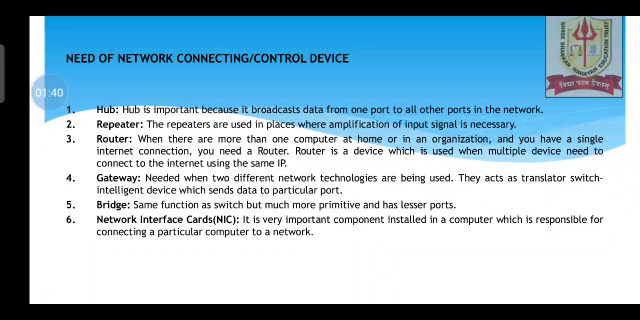 NEED OF NETWORK CONNECTING/CONTROL DEVICE
01:40
1. Hub: Hub is important because it broadcasts data from one port to all other ports in the network.
2. Repeater: The repeaters are used in places where amplification of input signal is necessary.
3. Router: When there are more than one computer at home or in an organization, and you have a single
internet connection, you need a Router. Router is a device which is used when multiple device need to
connect to the internet using the same IP.
4. Gateway: Needed when two different network technologies are being used. They acts as translator switch-
intelligent device which sends data to particular port.
5. Bridge: Same function as switch but much more primitive and has lesser ports.
6. Network Interface Cards(NIC): It is very important component installed in a computer which is responsible for
connecting a particular computer to a network.